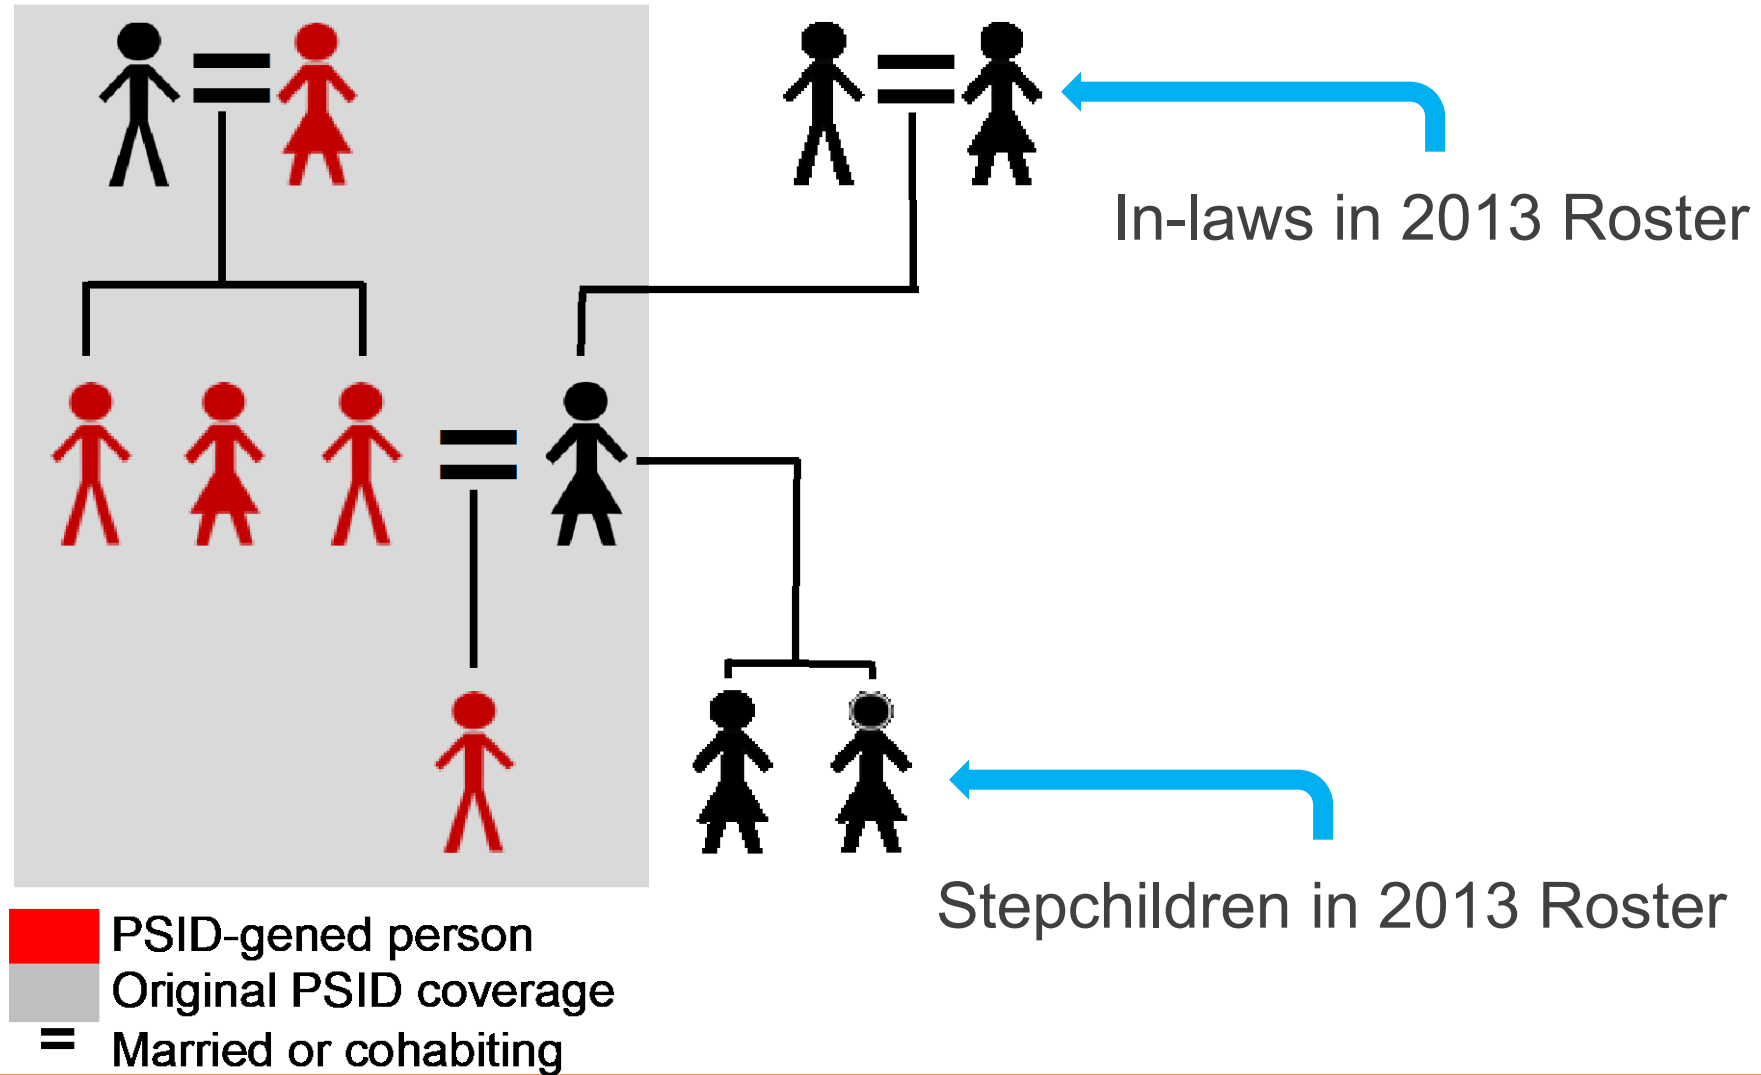 In-laws in 2013 Roster
Stepchildren in 2013 Roster
PSID-gened person
Original PSID coverage
= Married or cohabiting